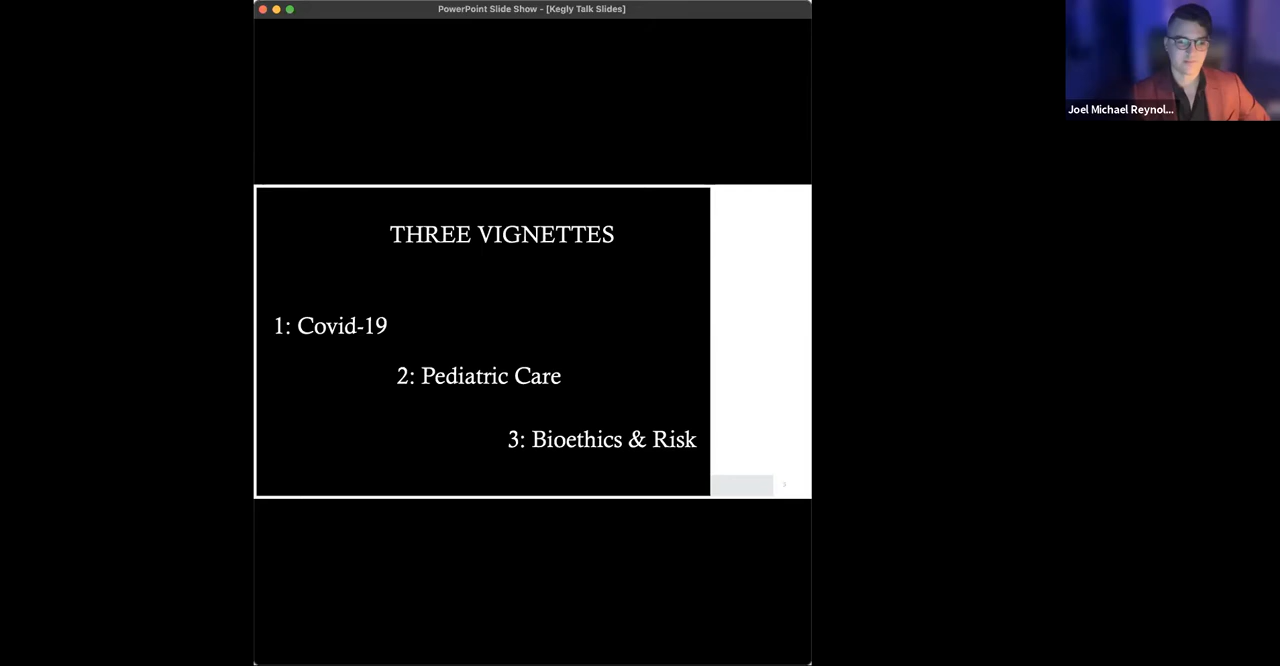 PowerPoint Slide Show - [Kegly Talk Slides]
Joel Michael Reynol...
THREE VIGNETTES
1: Covid-19
2: Pediatric Care
3: Bioethics & Risk